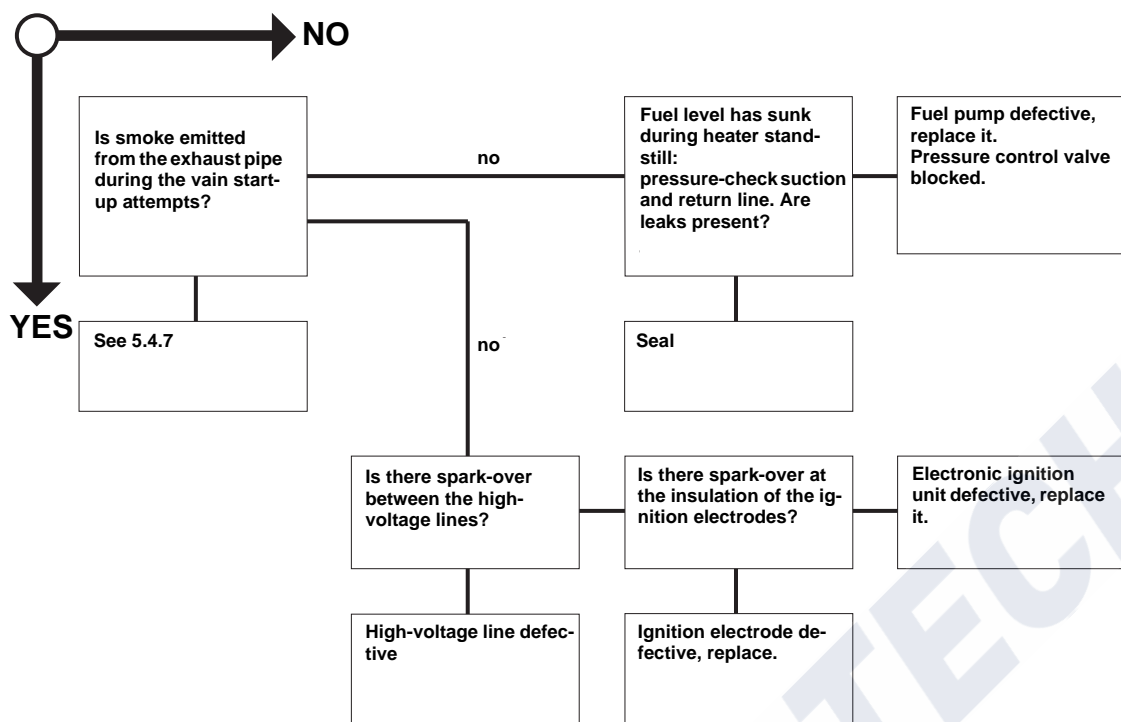 NO
Is smoke emitted
from the exhaust pipe
during the vain start-
up attempts?
no
Fuel level has sunk
during heater stand-
still:
pressure-check suction
and return line. Are
leaks present?
Fuel pump defective,
replace it.
Pressure control valve
blocked.
YES
See 5.4.7
no
Seal
Is there spark-over
between the high-
voltage lines?
Is there spark-over at
the insulation of the ig-
nition electrodes?
Electronic ignition
unit defective, replace
it.
High-voltage line defec-
tive
Ignition electrode de-
fective, replace.
TECH